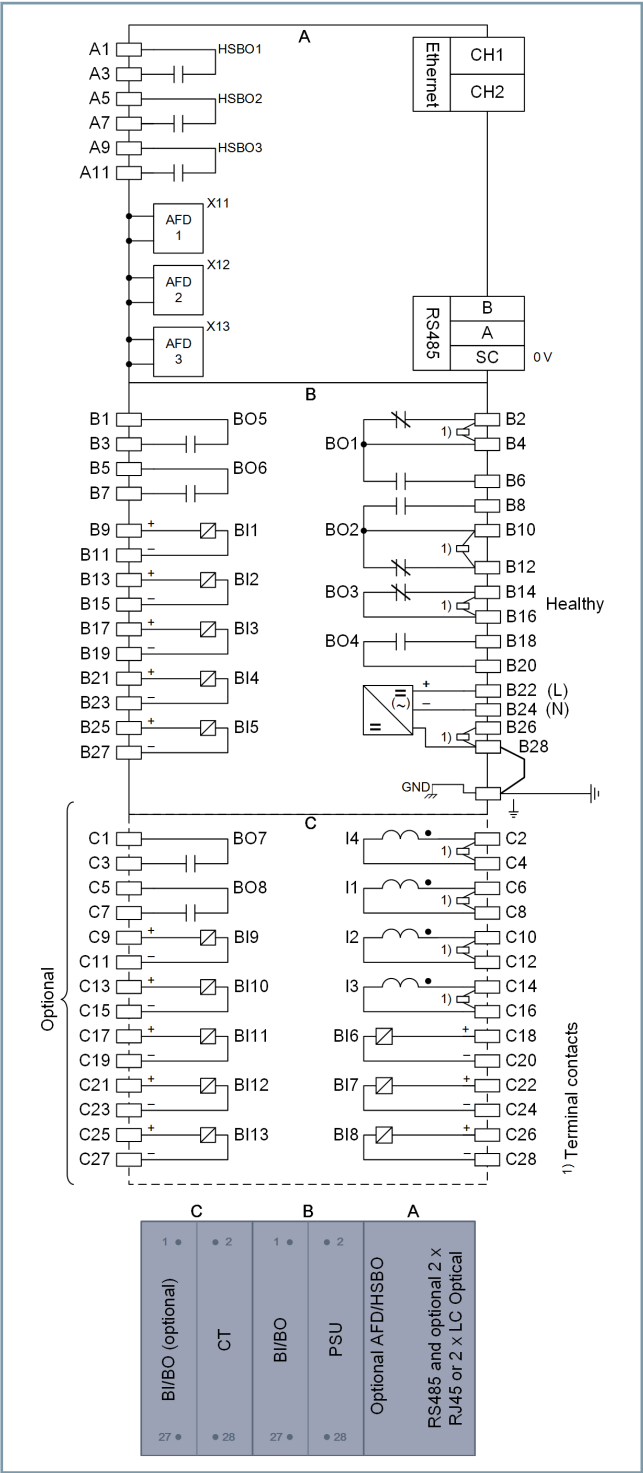 A
A1 HSBO1
A3
A5 HSBO2
A7
A9 HSBO3
A11
Ethernet
CH1
CH2
X11
AFD
1
X12
AFD
2
X13
AFD
3
RS485
B
A
SC 0 V
B
B1 BO5
B3
B5 BO6
B7
B9 + BI1
B11 –
B13 + BI2
B15 –
B17 + BI3
B19 –
B21 + BI4
B23 –
B25 + BI5
B27 –
B2
1)
BO1 B4
B6
B8
BO2 B10
1)
B12
BO3 B14
1)
B16
Healthy
BO4 B18
B20
= (~) =
+ B22 (L)
– B24 (N)
B26
1)
B28
GND
C
Optional
C1 BO7
C3
C5 BO8
C7
C9 + BI9
C11 –
C13 + BI10
C15 –
C17 + BI11
C19 –
C21 + BI12
C23 –
C25 + BI13
C27 –
I4 C2
1)
C4
I1 C6
1)
C8
I2 C10
1)
C12
I3 C14
1)
C16
BI6 + C18
– C20
BI7 + C22
– C24
BI8 + C26
– C28
1) Terminal contacts
C B A
1 2 1 2
BI/BO (optional)
CT
BI/BO
PSU
Optional AFD/HSBO
RS485 and optional 2 x
RJ45 or 2 x LC Optical
27 28 27 28